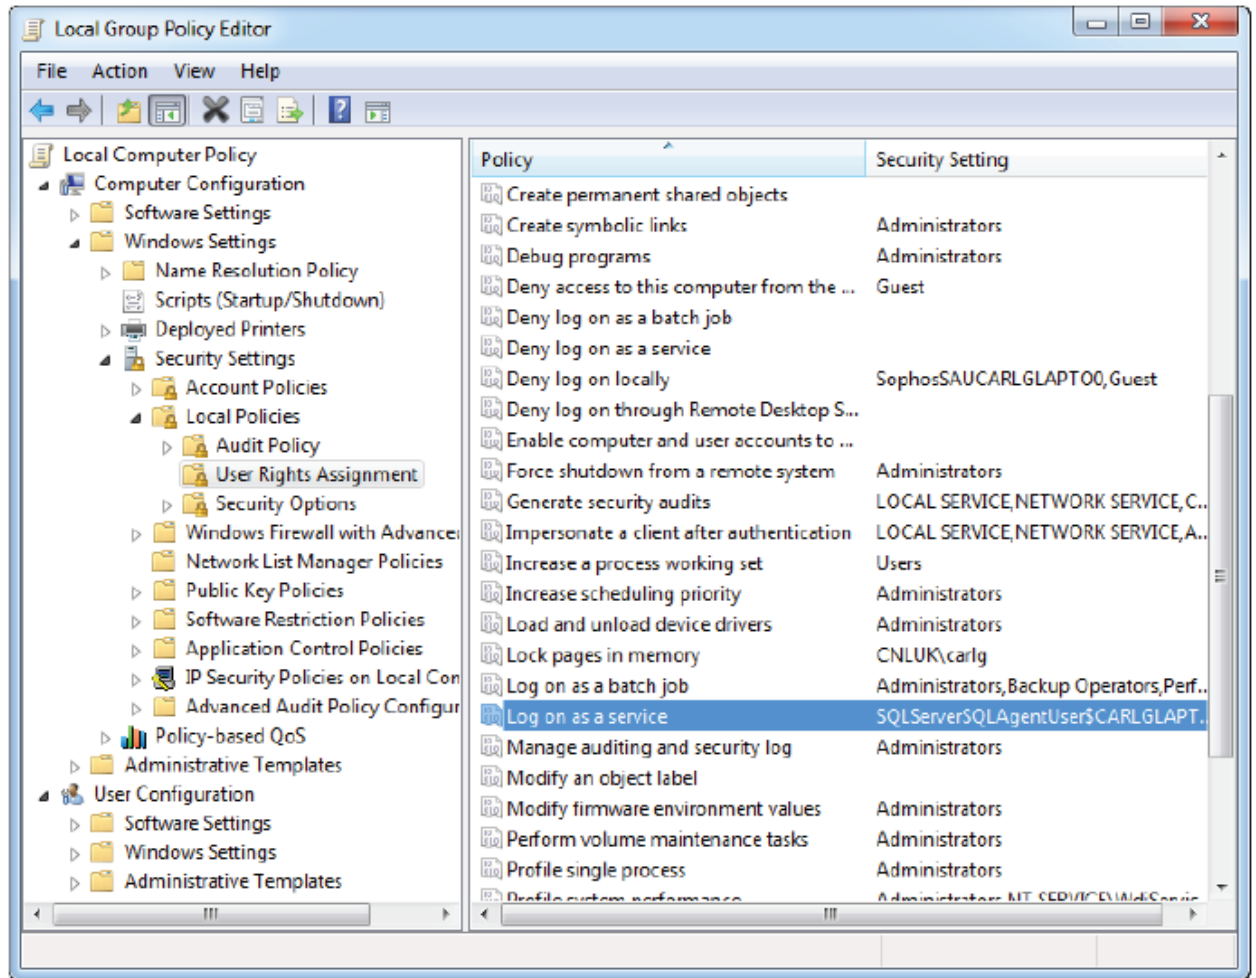 Local Group Policy Editor
File Action View Help
Local Computer Policy
Computer Configuration
Software Settings
Windows Settings
Name Resolution Policy
Scripts (Startup/Shutdown)
Deployed Printers
Security Settings
Account Policies
Local Policies
Audit Policy
User Rights Assignment
Security Options
Windows Firewall with Advance
Network List Manager Policies
Public Key Policies
Software Restriction Policies
Application Control Policies
IP Security Policies on Local Con
Advanced Audit Policy Configur
Policy-based QoS
Administrative Templates
User Configuration
Software Settings
Windows Settings
Administrative Templates
Policy Security Setting
Create permanent shared objects
Create symbolic links Administrators
Debug programs Administrators
Deny access to this computer from the ... Guest
Deny log on as a batch job
Deny log on as a service
Deny log on locally SophosSAUCARLGLAPTO0,Guest
Deny log on through Remote Desktop S...
Enable computer and user accounts to ...
Force shutdown from a remote system Administrators
Generate security audits LOCAL SERVICE,NETWORK SERVICE,C...
Impersonate a client after authentication LOCAL SERVICE,NETWORK SERVICE,A...
Increase a process working set Users
Increase scheduling priority Administrators
Load and unload device drivers Administrators
Lock pages in memory CNLUK\carlg
Log on as a batch job Administrators,Backup Operators,Perf...
Log on as a service SQLServerSQLAgentUser$CARLGLAPT...
Manage auditing and security log Administrators
Modify an object label
Modify firmware environment values Administrators
Perform volume maintenance tasks Administrators
Profile single process Administrators
Profile system performance Administrators,NT SERVICE\WdiServic